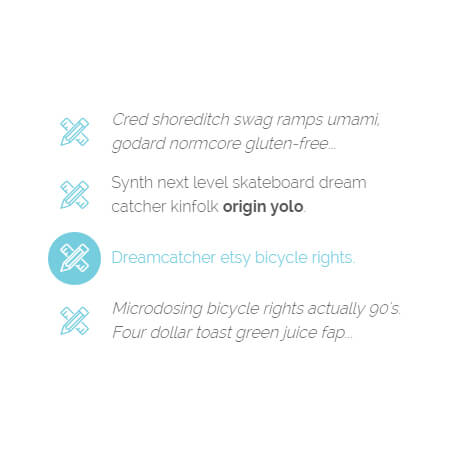 Cred shoreditch swag ramps umami,
godard normcore gluten-free...
Synth next level skateboard dream
catcher kinfolk origin yolo.
Dreamcatcher etsy bicycle rights.
Microdosing bicycle rights actually 90's.
Four dollar toast green juice fap...